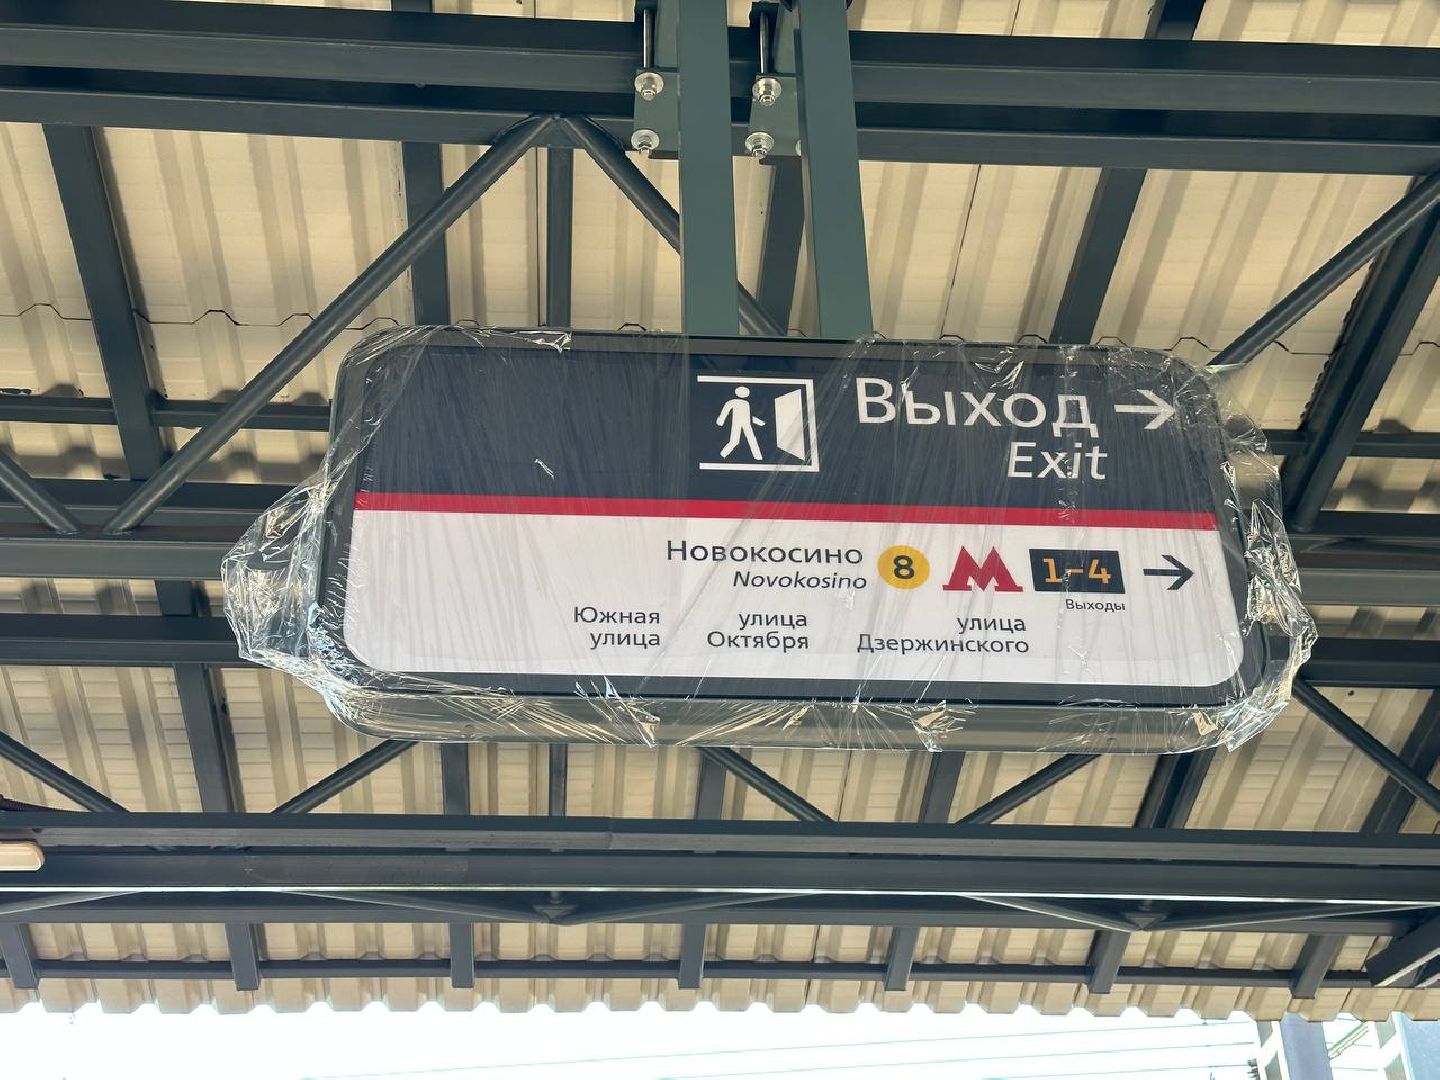 Выход →
Exit
Новокосино 8 М 1-4 →
Novokosino
Выходы
Южная улица
улица Октября
улица Дзержинского